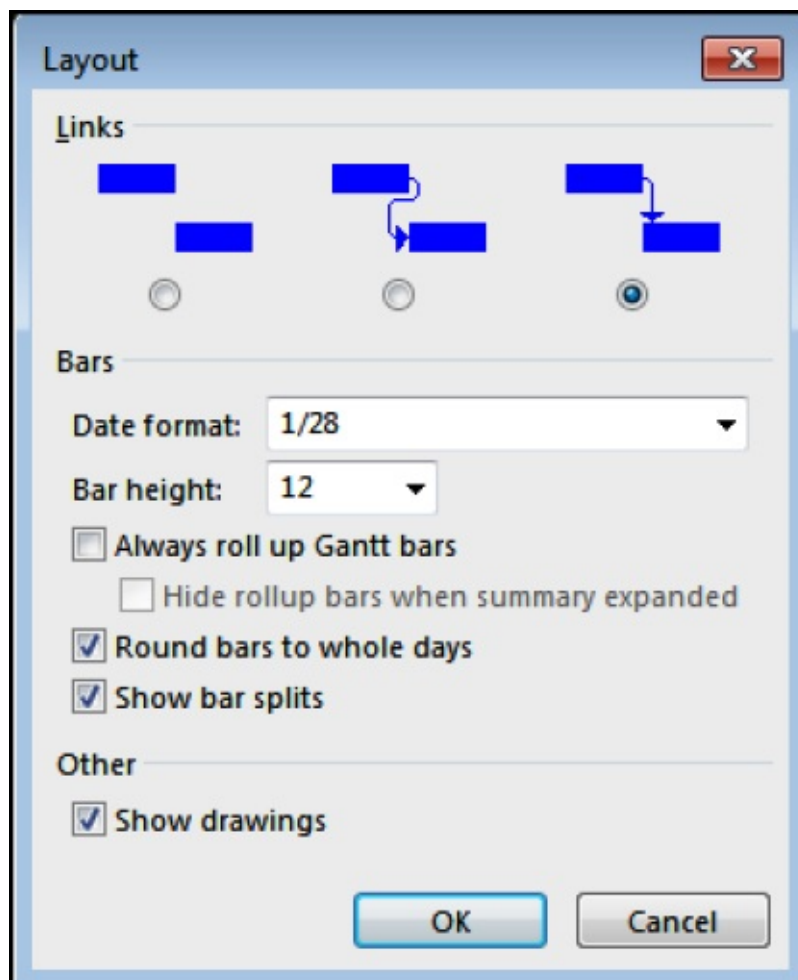 Layout
Links
Bars
Date format: 1/28
Bar height: 12
Always roll up Gantt bars
Hide rollup bars when summary expanded
Round bars to whole days
Show bar splits
Other
Show drawings
OK Cancel